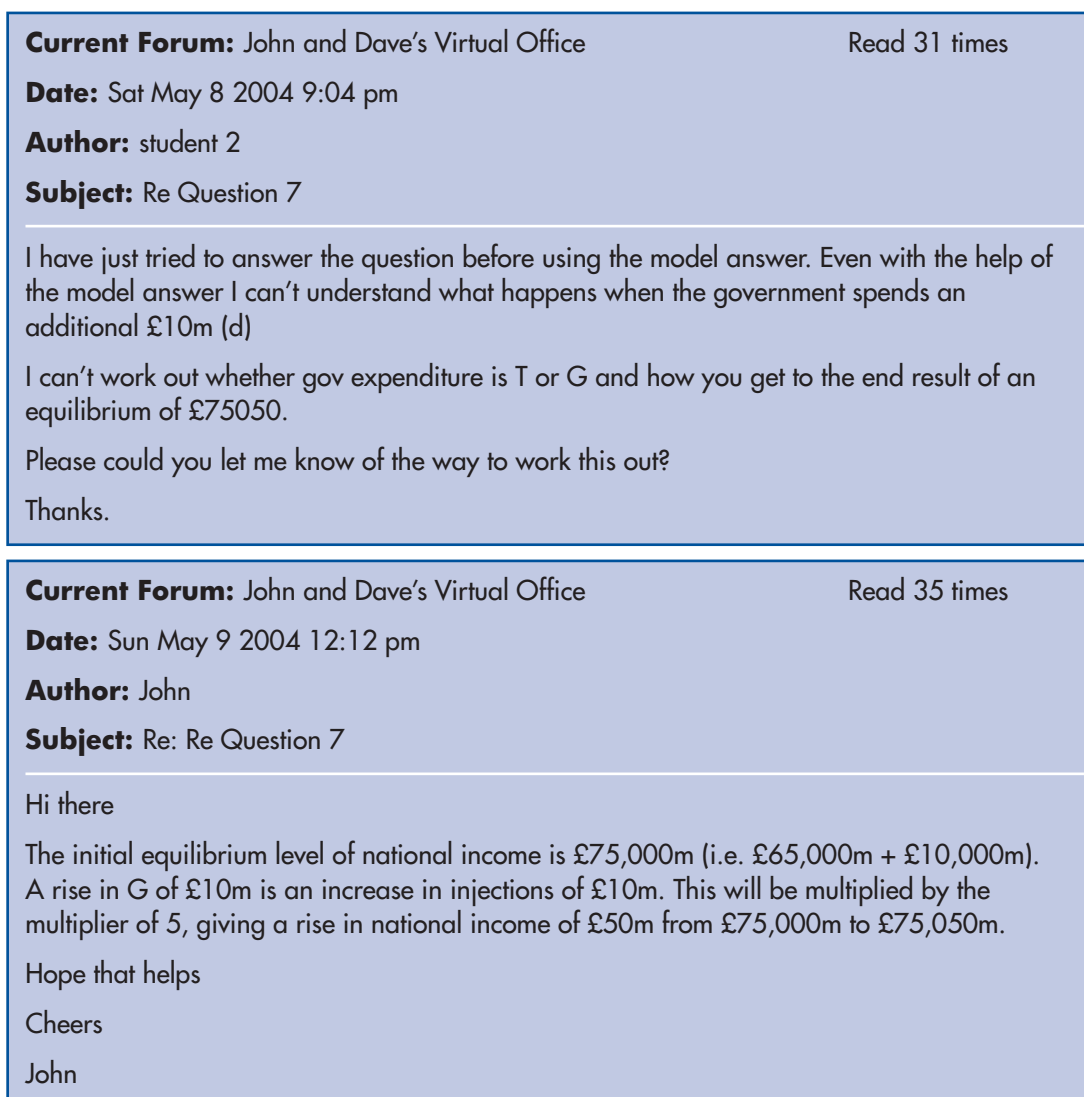 Current Forum: John and Dave's Virtual Office Read 31 times
Date: Sat May 8 2004 9:04 pm
Author: student 2
Subject: Re Question 7
I have just tried to answer the question before using the model answer. Even with the help of
the model answer I can't understand what happens when the government spends an
additional £10m (d)
I can't work out whether gov expenditure is T or G and how you get to the end result of an
equilibrium of £75050.
Please could you let me know of the way to work this out?
Thanks.
Current Forum: John and Dave's Virtual Office Read 35 times
Date: Sun May 9 2004 12:12 pm
Author: John
Subject: Re: Re Question 7
Hi there
The initial equilibrium level of national income is £75,000m (i.e. £65,000m + £10,000m).
A rise in G of £10m is an increase in injections of £10m. This will be multiplied by the
multiplier of 5, giving a rise in national income of £50m from £75,000m to £75,050m.
Hope that helps
Cheers
John